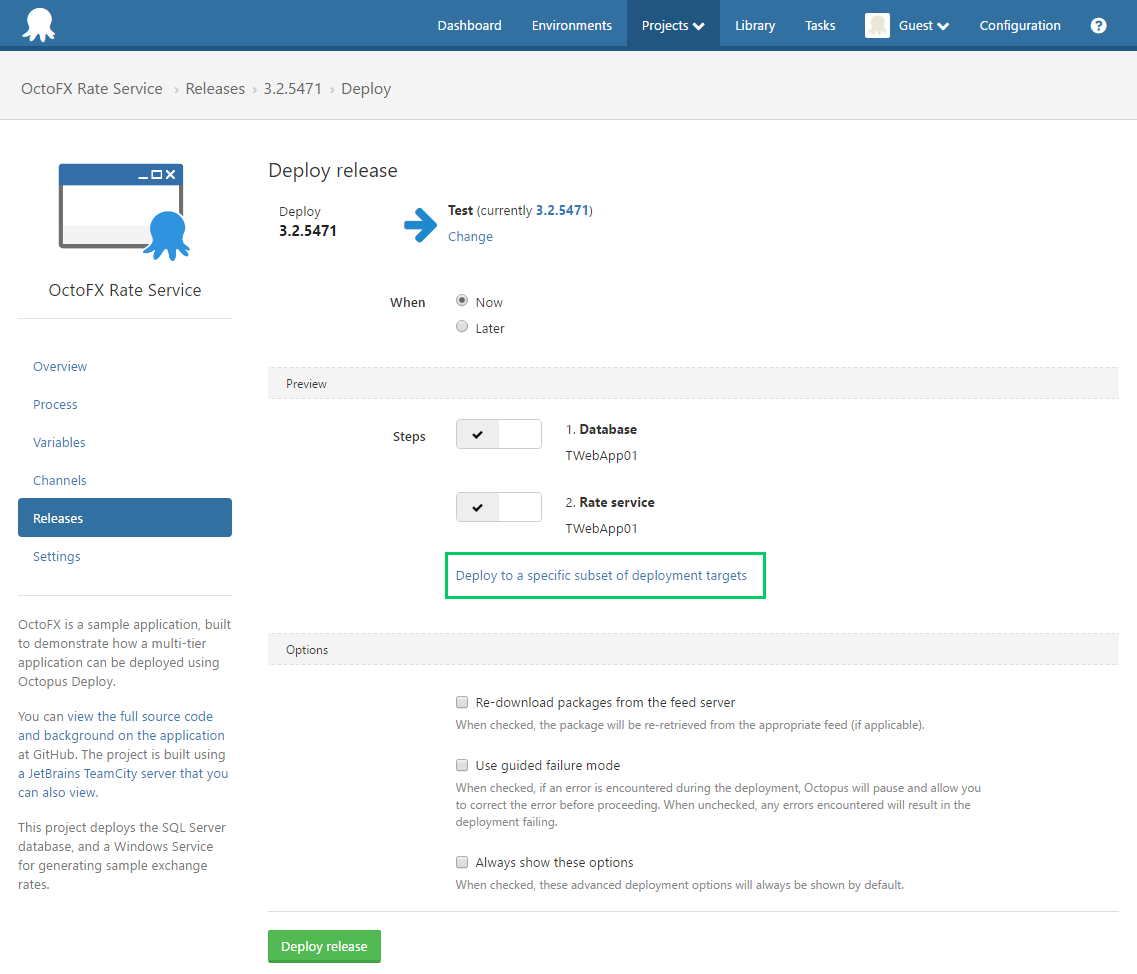 Dashboard Environments Projects Library Tasks Guest Configuration ?
OctoFX Rate Service › Releases › 3.2.5471 › Deploy
OctoFX Rate Service
Overview
Process
Variables
Channels
Releases
Settings
OctoFX is a sample application, built
to demonstrate how a multi-tier
application can be deployed using
Octopus Deploy.
You can view the full source code
and background on the application
at GitHub. The project is built using
a JetBrains TeamCity server that you
can also view.
This project deploys the SQL Server
database, and a Windows Service
for generating sample exchange
rates.
Deploy release
Deploy
3.2.5471
Test (currently 3.2.5471)
Change
When
Now
Later
Preview
Steps
1. Database
TWebApp01
2. Rate service
TWebApp01
Deploy to a specific subset of deployment targets
Options
Re-download packages from the feed server
When checked, the package will be re-retrieved from the appropriate feed (if applicable).
Use guided failure mode
When checked, if an error is encountered during the deployment, Octopus will pause and allow you
to correct the error before proceeding. When unchecked, any errors encountered will result in the
deployment failing.
Always show these options
When checked, these advanced deployment options will always be shown by default.
Deploy release